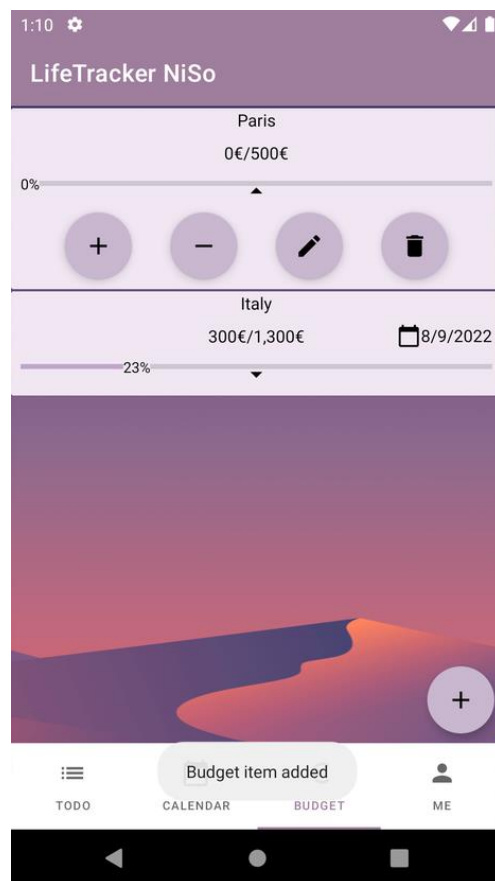 1:10
LifeTracker NiSo
Paris
0€/500€
0%
Italy
300€/1,300€
8/9/2022
23%
Budget item added
TODO
CALENDAR
BUDGET
ME